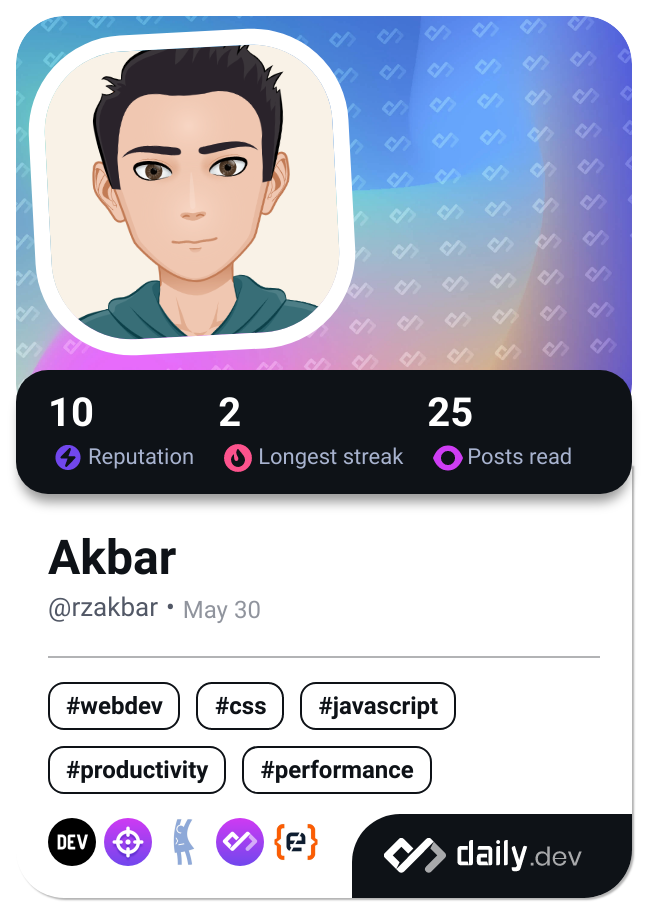 10 2 25
Reputation Longest streak Posts read
Akbar
@rzakbar • May 30
#webdev #css #javascript
#productivity #performance
DEV
daily.dev